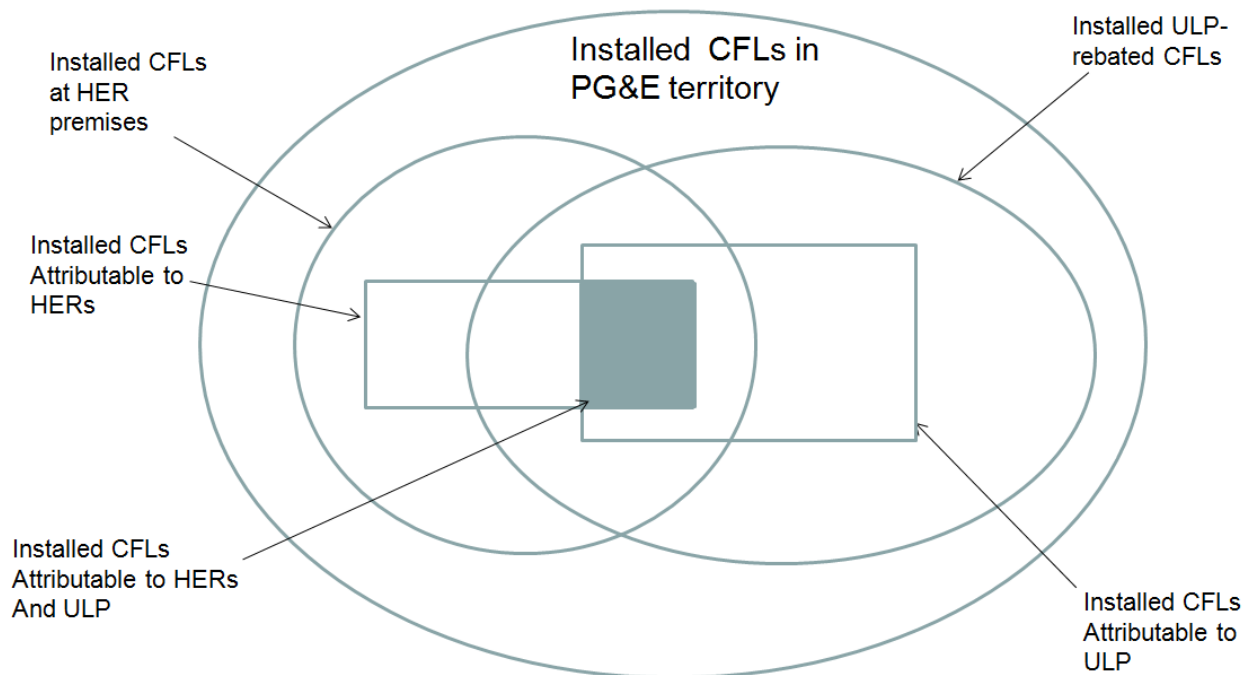 Installed CFLs in
PG&E territory
Installed ULP-
rebated CFLs
Installed CFLs
at HER
premises
Installed CFLs
Attributable to
HERs
Installed CFLs
Attributable to HERs
And ULP
Installed CFLs
Attributable to
ULP